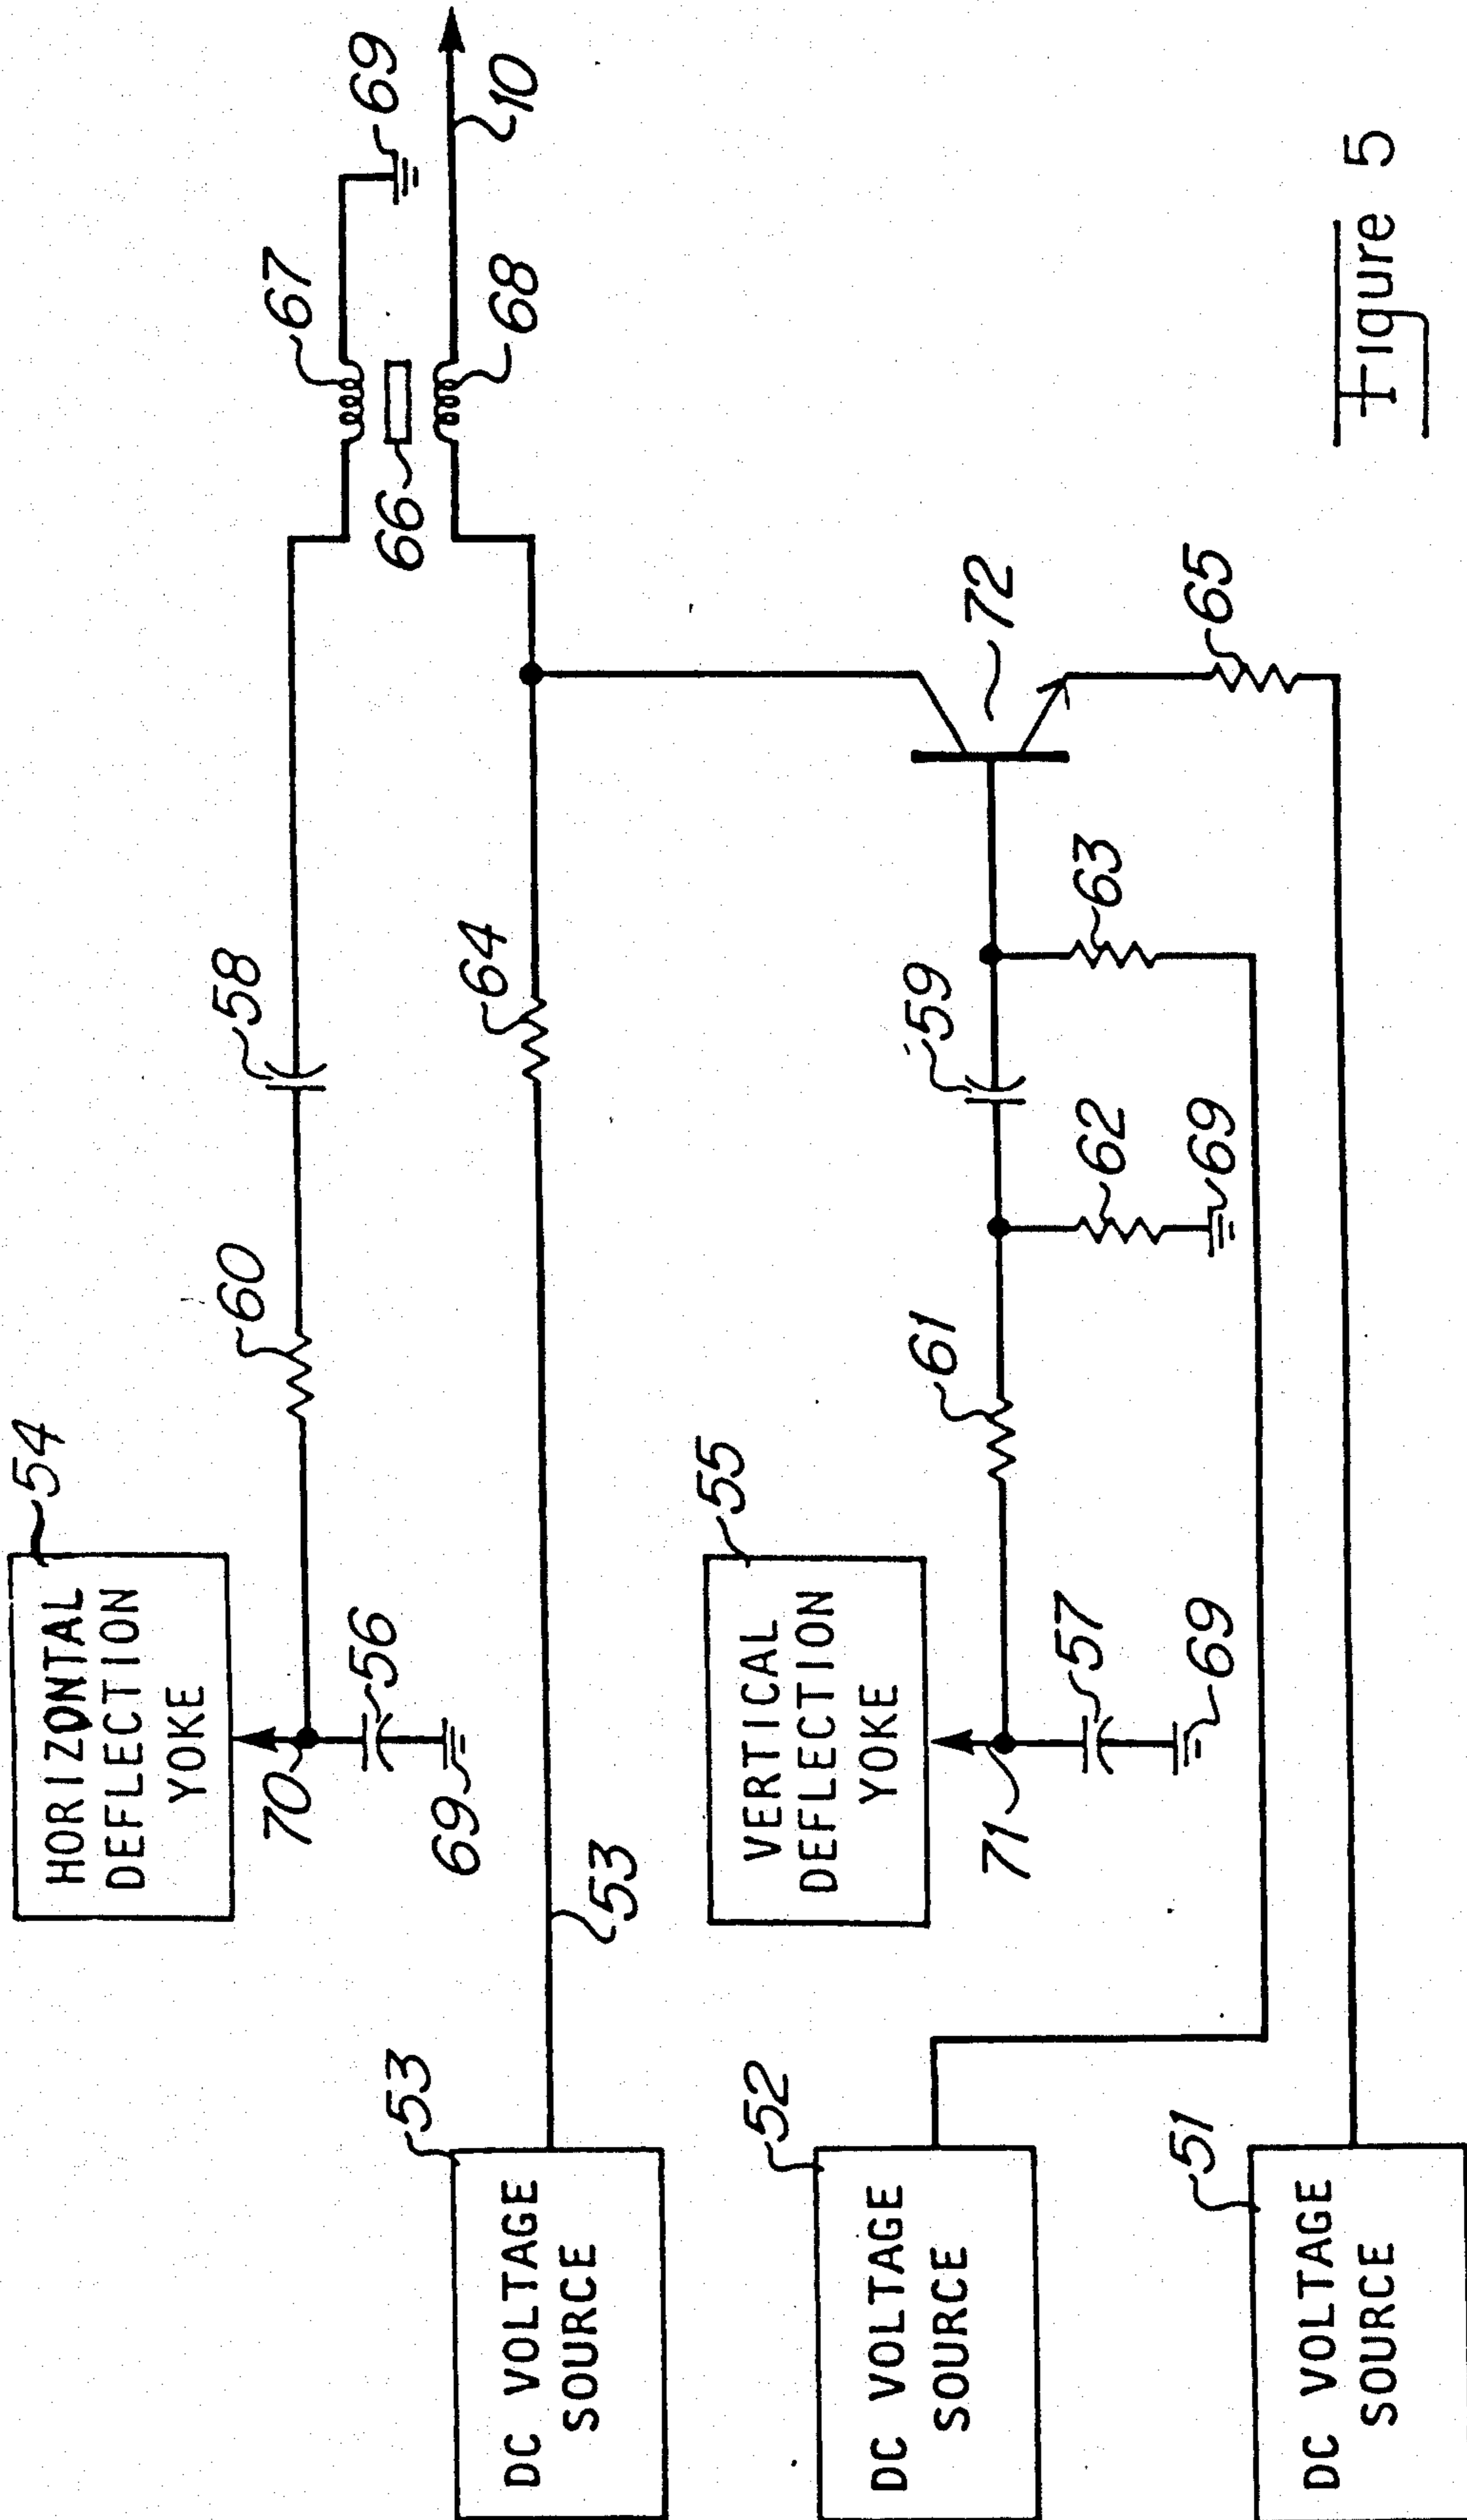 54
HORIZONTAL
DEFLECTION
YOKE
70
56
69
60
58
67
69
66
68
10
53
DC VOLTAGE
SOURCE
53
64
55
VERTICAL
DEFLECTION
YOKE
71
57
69
61
62
69
59
63
72
65
52
DC VOLTAGE
SOURCE
51
DC VOLTAGE
SOURCE
Figure 5